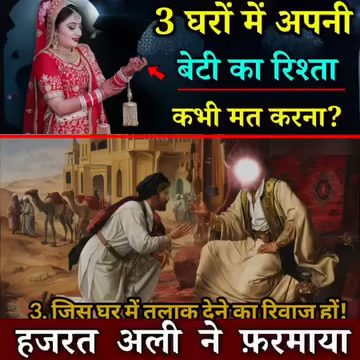 3 घरों में अपनी
बेटी का रिश्ता
कभी मत करना?
3. जिस घर में तलाक देने का रिवाज हों!
हजरत अली ने फ़रमाया